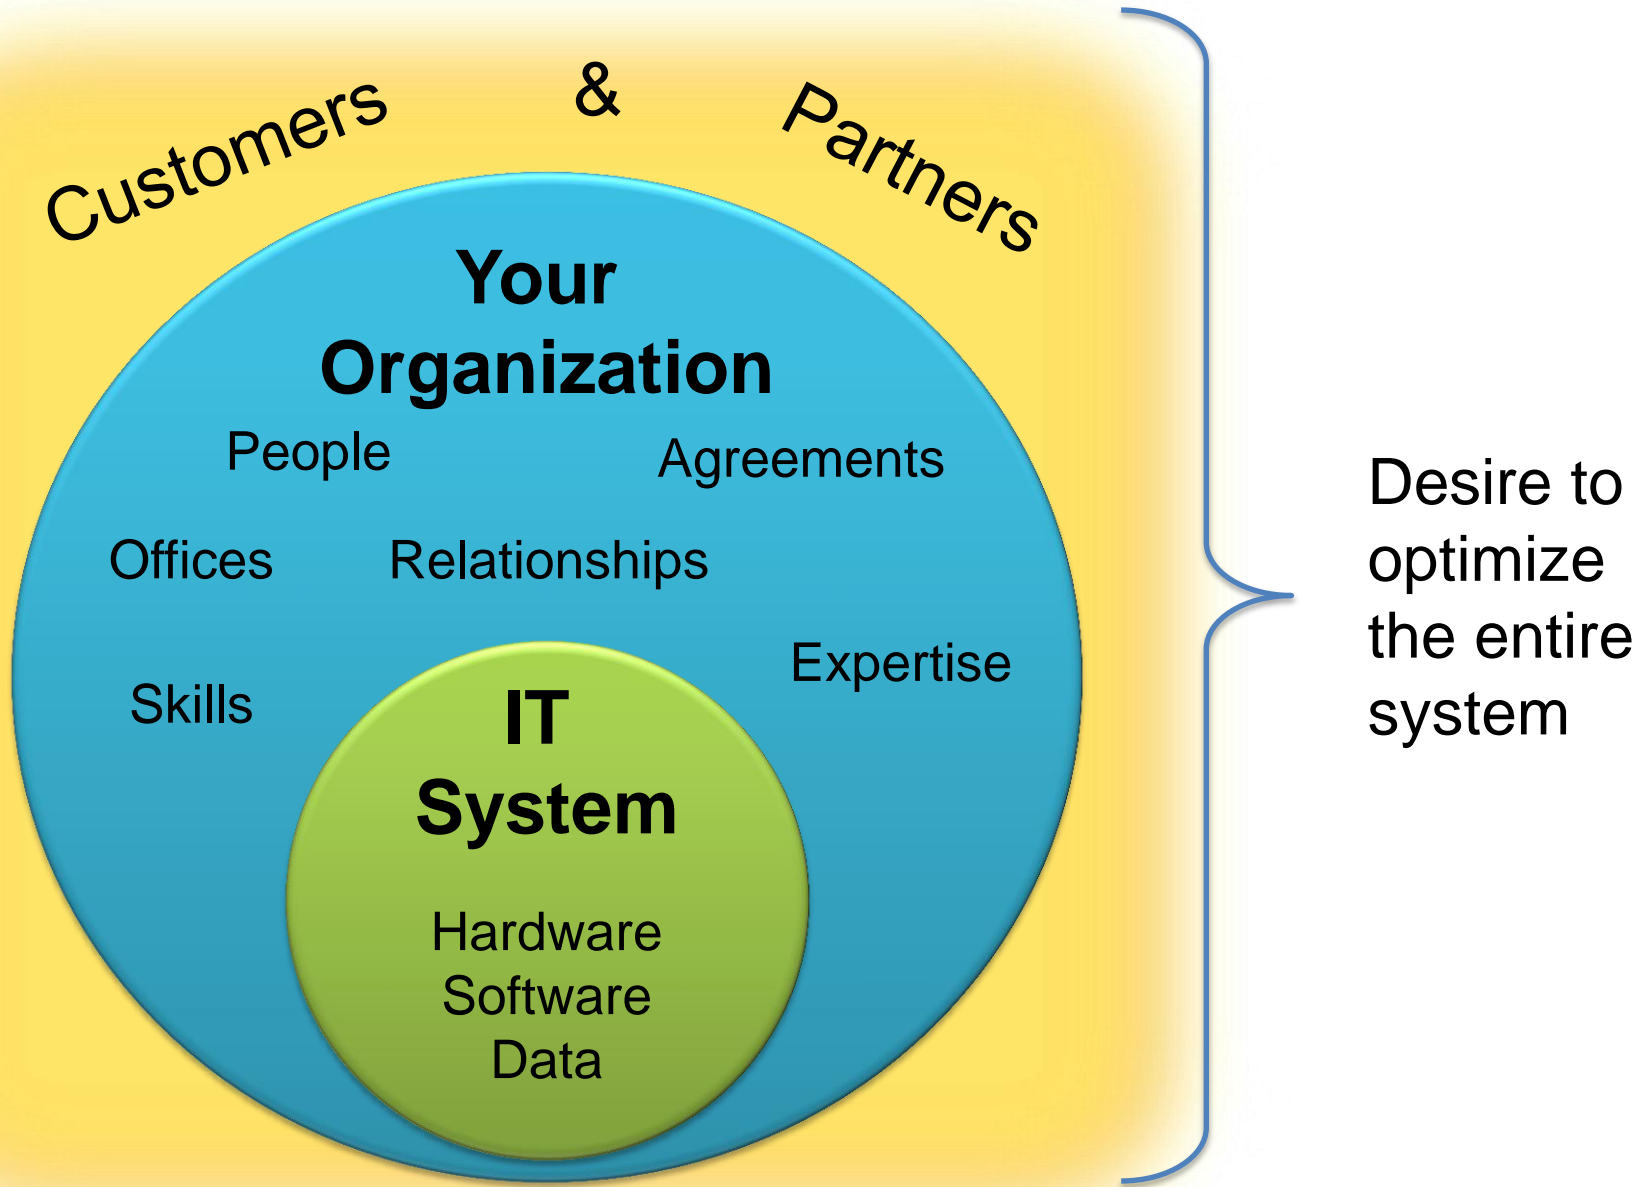 Customers & Partners
Your
Organization
People
Agreements
Offices
Relationships
Skills
Expertise
IT
System
Hardware
Software
Data
Desire to
optimize
the entire
system